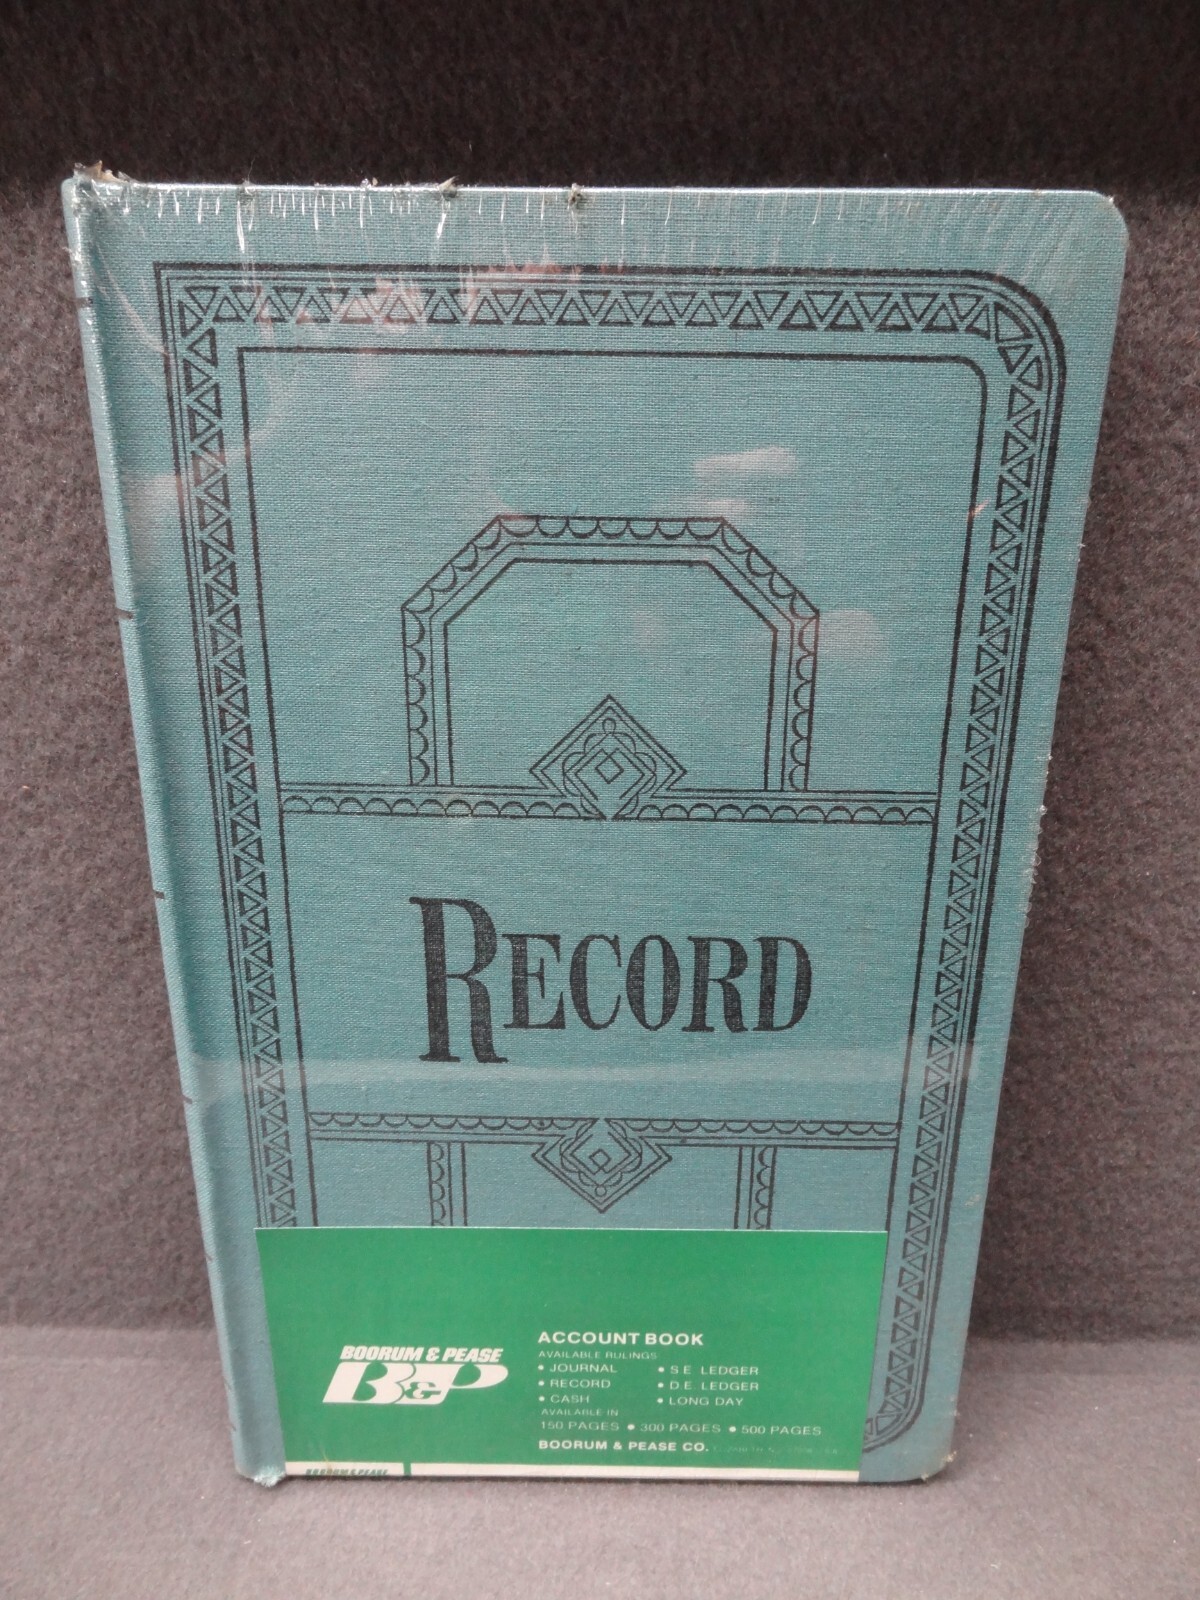 RECORD
BOORUM & PEASE
B&P
ACCOUNT BOOK
AVAILABLE RULINGS
• JOURNAL • S.E. LEDGER
• RECORD • D.E. LEDGER
• CASH • LONG DAY
AVAILABLE IN
150 PAGES • 300 PAGES • 500 PAGES
BOORUM & PEASE CO.
BOORUM & PEASE